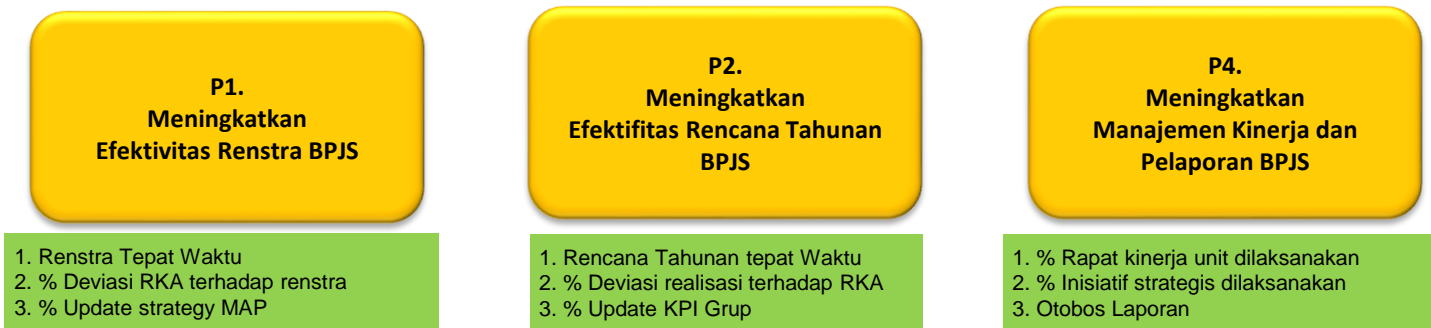 P1.
Meningkatkan
Efektivitas Renstra BPJS
1. Renstra Tepat Waktu
2. % Deviasi RKA terhadap renstra
3. % Update strategy MAP
P2.
Meningkatkan
Efektifitas Rencana Tahunan
BPJS
1. Rencana Tahunan tepat Waktu
2. % Deviasi realisasi terhadap RKA
3. % Update KPI Grup
P4.
Meningkatkan
Manajemen Kinerja dan
Pelaporan BPJS
1. % Rapat kinerja unit dilaksanakan
2. % Inisiatif strategis dilaksanakan
3. Otobos Laporan